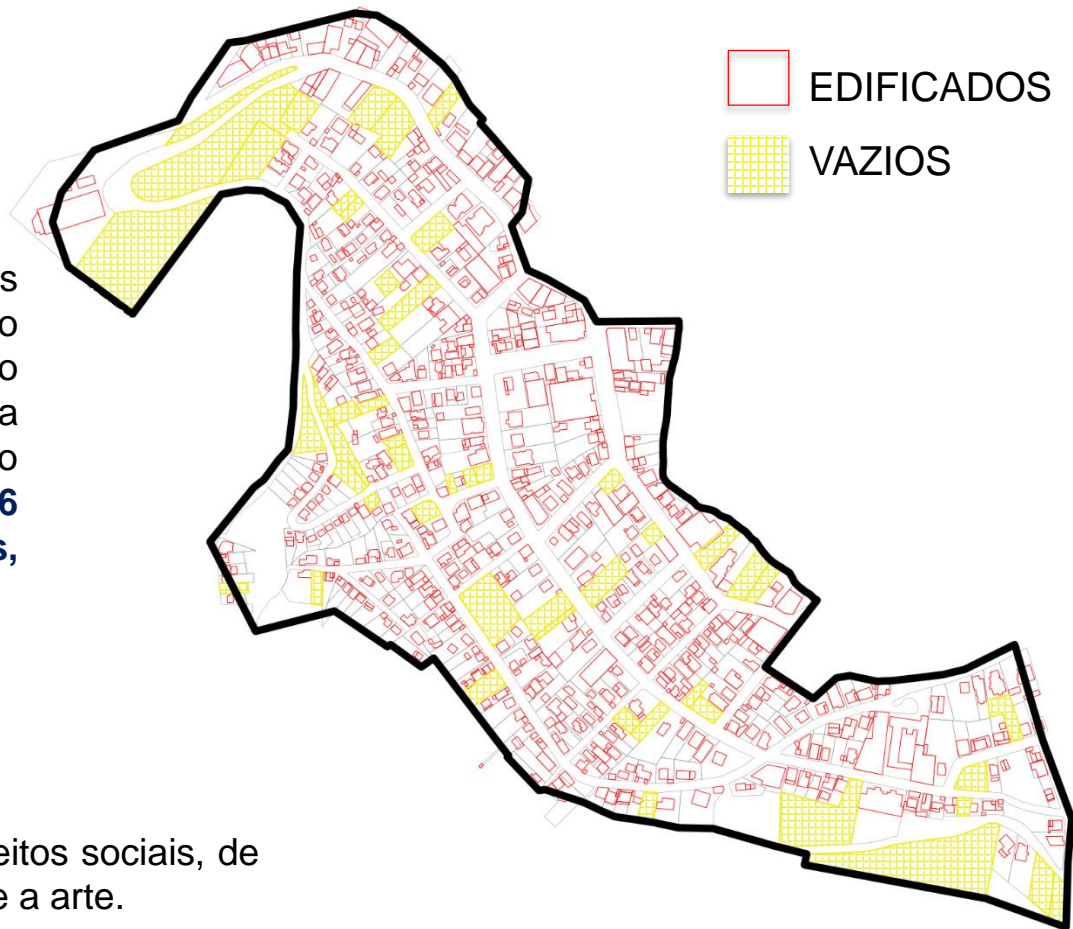 EDIFICADOS
VAZIOS
s
o
o
a
o
6
s,
eitos sociais, de
e a arte.